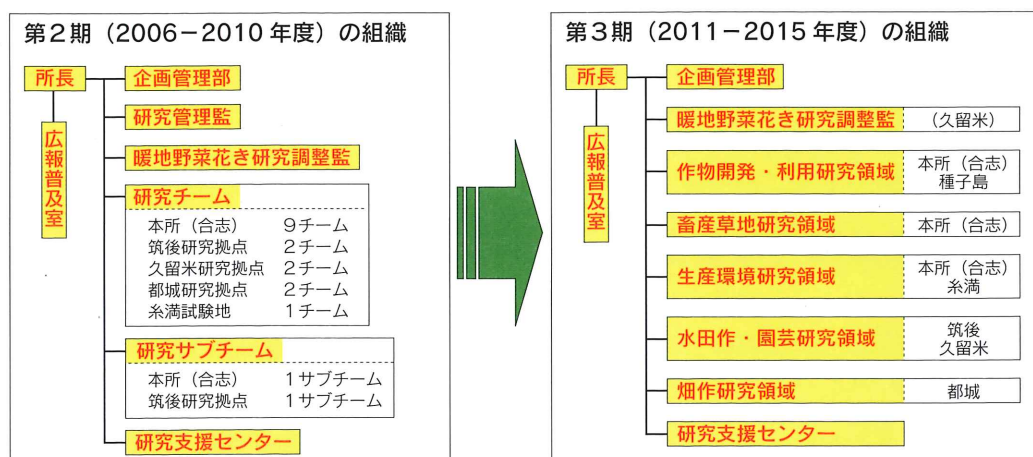 第2期（2006－2010年度）の組織
所長
広報普及室
企画管理部
研究管理監
暖地野菜花き研究調整監
研究チーム
本所（合志） 9チーム
筑後研究拠点 2チーム
久留米研究拠点 2チーム
都城研究拠点 2チーム
糸満試験地 1チーム
研究サブチーム
本所（合志） 1サブチーム
筑後研究拠点 1サブチーム
研究支援センター
第3期（2011－2015年度）の組織
所長
広報普及室
企画管理部
暖地野菜花き研究調整監 （久留米）
作物開発・利用研究領域 本所（合志）
種子島
畜産草地研究領域 本所（合志）
生産環境研究領域 本所（合志）
糸満
水田作・園芸研究領域 筑後
久留米
畑作研究領域 都城
研究支援センター